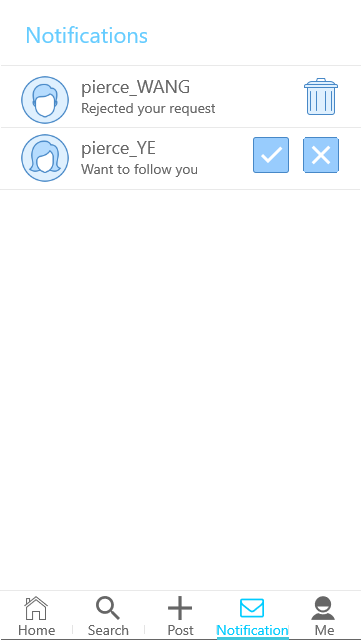 Notifications
pierce_WANG
Rejected your request
pierce_YE
Want to follow you
Home Search Post Notification Me